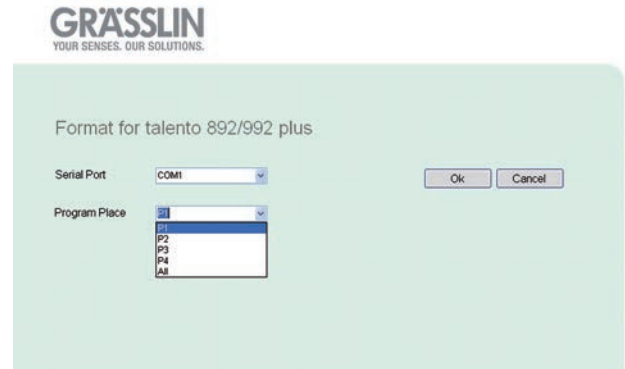 GRÄSSLIN
YOUR SENSES. OUR SOLUTIONS.
Format for talento 892/992 plus
Serial Port COM1 Ok Cancel
Program Place P1
P1
P2
P3
P4
All